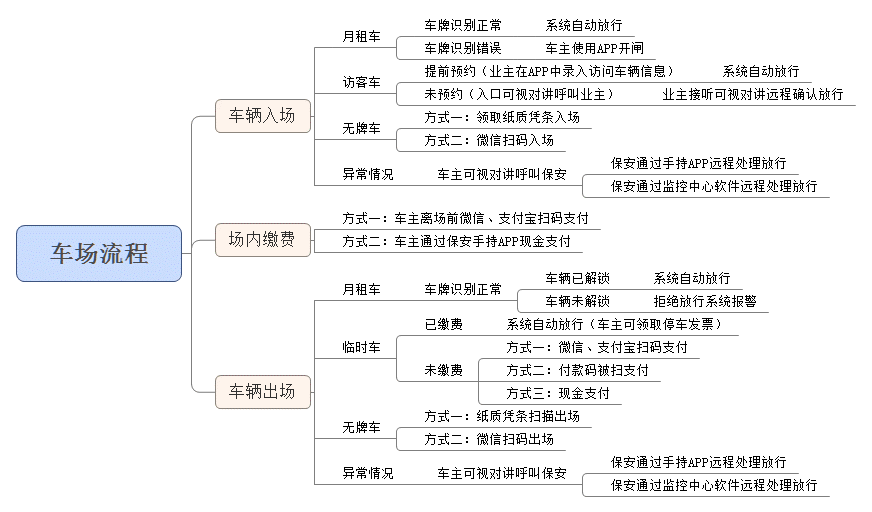 车场流程
车辆入场
月租车
车牌识别正常
系统自动放行
车牌识别错误
车主使用APP开闸
访客车
提前预约（业主在APP中录入访问车辆信息）
系统自动放行
未预约（入口可视对讲呼叫业主）
业主接听可视对讲远程确认放行
无牌车
方式一：领取纸质凭条入场
方式二：微信扫码入场
异常情况
车主可视对讲呼叫保安
保安通过手持APP远程处理放行
保安通过监控中心软件远程处理放行
场内缴费
方式一：车主离场前微信、支付宝扫码支付
方式二：车主通过保安手持APP现金支付
车辆出场
月租车
车牌识别正常
车辆已解锁
系统自动放行
车辆未解锁
拒绝放行系统报警
临时车
已缴费
系统自动放行（车主可领取停车发票）
未缴费
方式一：微信、支付宝扫码支付
方式二：付款码被扫支付
方式三：现金支付
无牌车
方式一：纸质凭条扫描出场
方式二：微信扫码出场
异常情况
车主可视对讲呼叫保安
保安通过手持APP远程处理放行
保安通过监控中心软件远程处理放行